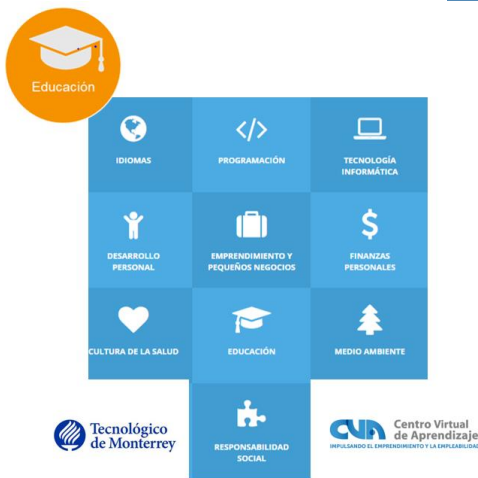 Educación
IDIOMAS
PROGRAMACIÓN
TECNOLOGÍA
INFORMÁTICA
DESARROLLO
PERSONAL
EMPRENDIMIENTO Y
PEQUEÑOS NEGOCIOS
FINANZAS
PERSONALES
CULTURA DE LA SALUD
EDUCACIÓN
MEDIO AMBIENTE
RESPONSABILIDAD
SOCIAL
Tecnológico
de Monterrey
CVA
Centro Virtual
de Aprendizaje
IMPULSANDO EL EMPRENDIMIENTO Y LA EMPLEABILIDAD